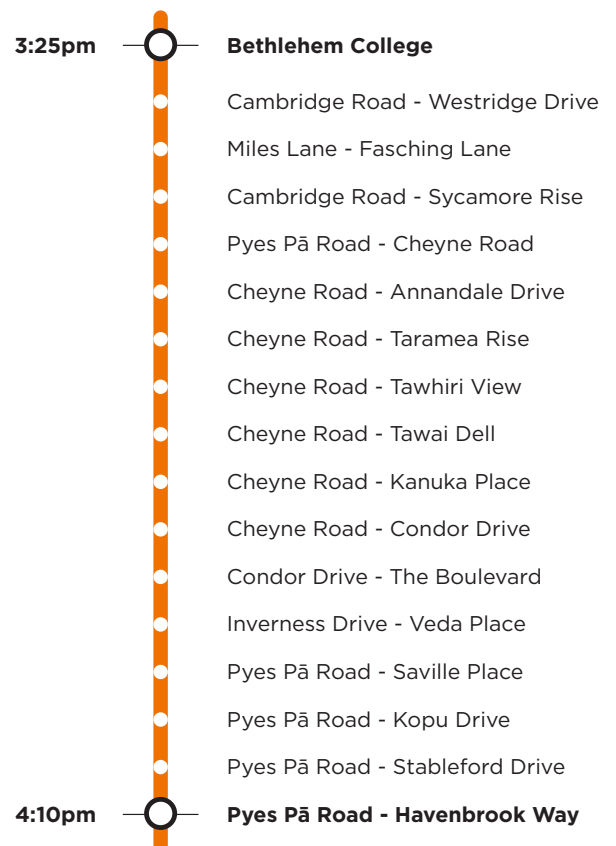 3:25pm Bethlehem College
Cambridge Road - Westridge Drive
Miles Lane - Fasching Lane
Cambridge Road - Sycamore Rise
Pyes Pā Road - Cheyne Road
Cheyne Road - Annandale Drive
Cheyne Road - Taramea Rise
Cheyne Road - Tawhiri View
Cheyne Road - Tawai Dell
Cheyne Road - Kanuka Place
Cheyne Road - Condor Drive
Condor Drive - The Boulevard
Inverness Drive - Veda Place
Pyes Pā Road - Saville Place
Pyes Pā Road - Kopu Drive
Pyes Pā Road - Stableford Drive
4:10pm Pyes Pā Road - Havenbrook Way